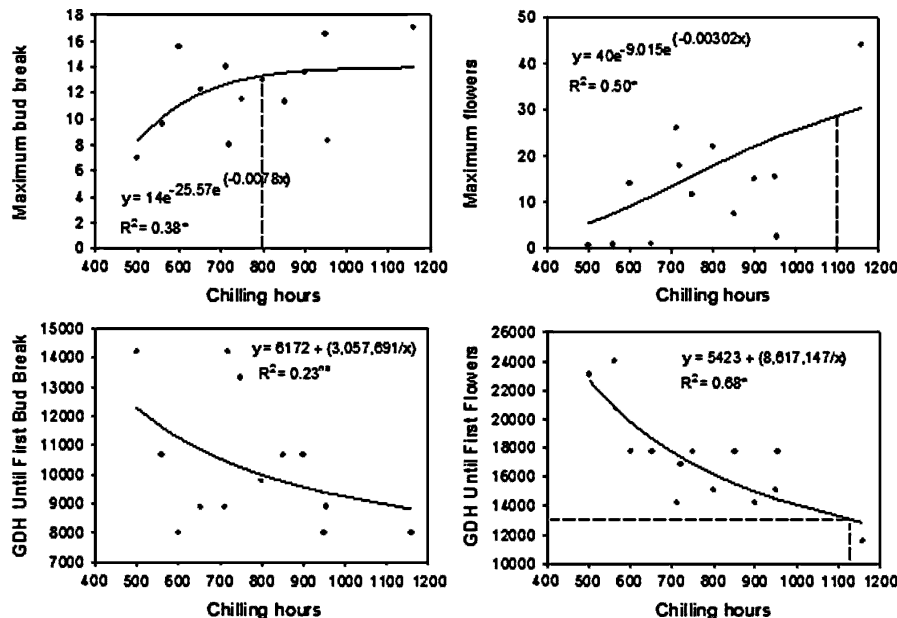 Maximum bud break
18
16
14
12
10
8
6
4
2
0
y = 14e^-25.57e^(-0.0078x)
R² = 0.38*
400 500 600 700 800 900 1000 1100 1200
Chilling hours
Maximum flowers
50
40
30
20
10
0
y = 40e^-9.015e^(-0.00302x)
R² = 0.50*
400 500 600 700 800 900 1000 1100 1200
Chilling hours
GDH Until First Bud Break
15000
14000
13000
12000
11000
10000
9000
8000
7000
y = 6172 + (3,057,691/x)
R² = 0.23ns
400 500 600 700 800 900 1000 1100 1200
Chilling hours
GDH Until First Flowers
26000
24000
22000
20000
18000
16000
14000
12000
10000
y = 5423 + (8,617,147/x)
R² = 0.68*
400 500 600 700 800 900 1000 1100 1200
Chilling hours